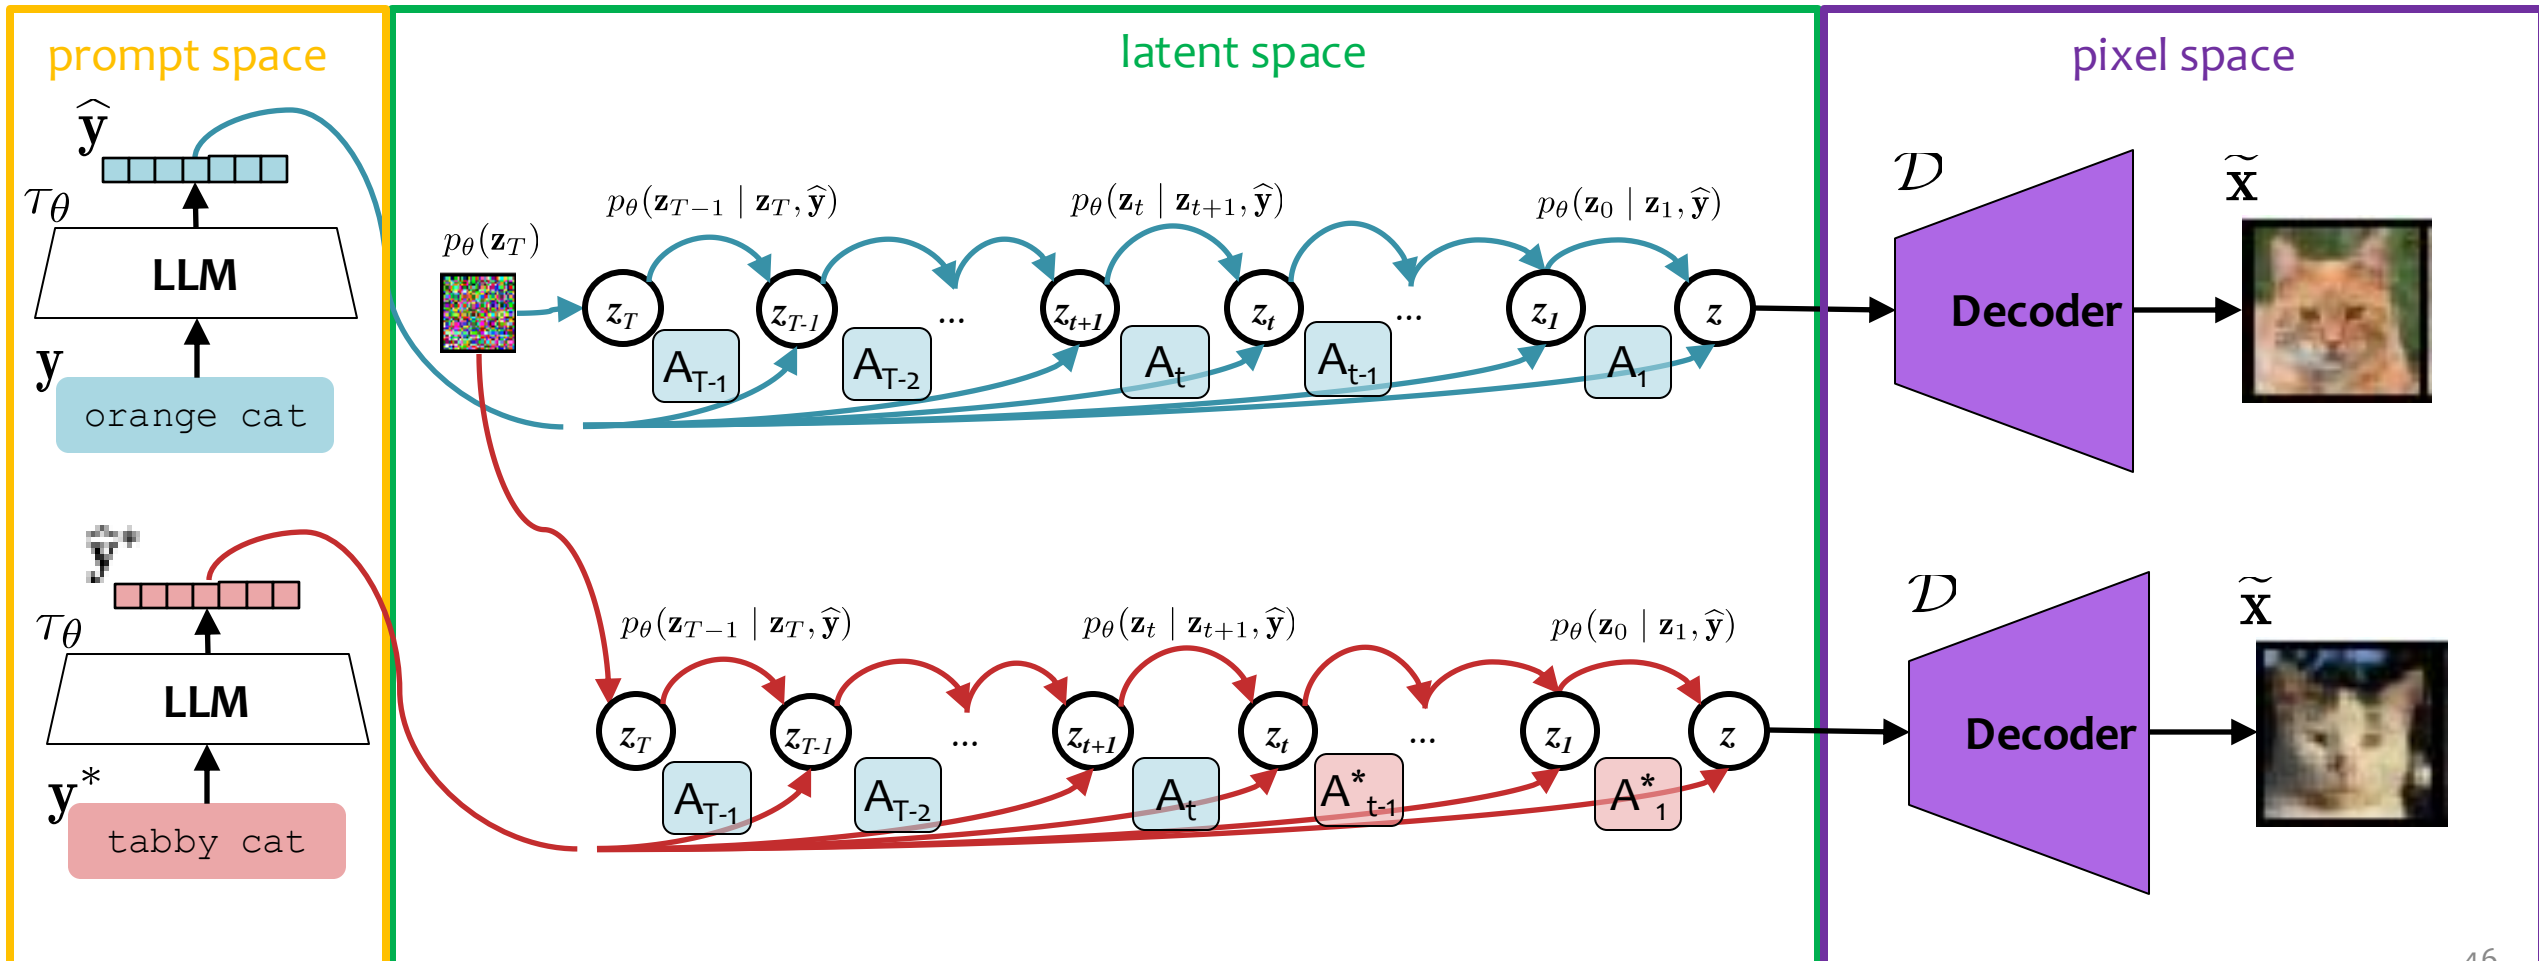 prompt space
latent space
pixel space
ŷ
τθ
LLM
y
orange cat
pθ(zT)
pθ(zT−1 | zT, ŷ)
pθ(zt | zt+1, ŷ)
pθ(z0 | z1, ŷ)
zT
zT-1
...
zt+1
zt
...
z1
z
AT-1
AT-2
At
At-1
A1
𝒟
Decoder
x̃
ŷ*
τθ
LLM
y*
tabby cat
pθ(zT−1 | zT, ŷ)
pθ(zt | zt+1, ŷ)
pθ(z0 | z1, ŷ)
zT
zT-1
...
zt+1
zt
...
z1
z
AT-1
AT-2
At
A*t-1
A*1
𝒟
Decoder
x̃
46